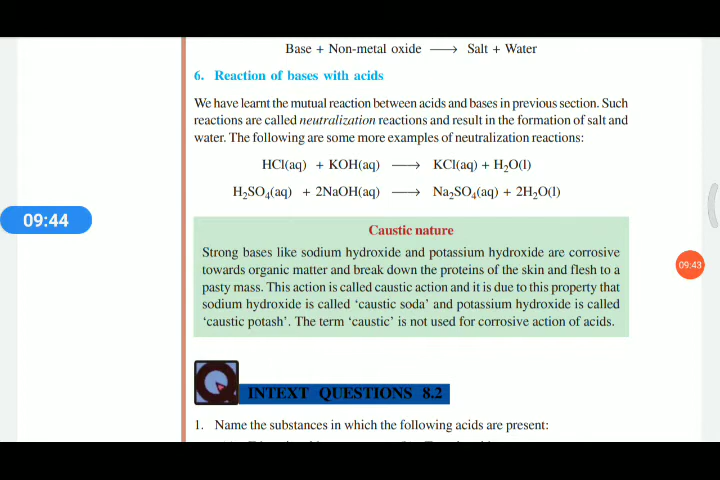 Base + Non-metal oxide ⟶ Salt + Water
6. Reaction of bases with acids
We have learnt the mutual reaction between acids and bases in previous section. Such
reactions are called neutralization reactions and result in the formation of salt and
water. The following are some more examples of neutralization reactions:
HCl(aq) + KOH(aq) ⟶ KCl(aq) + H₂O(l)
H₂SO₄(aq) + 2NaOH(aq) ⟶ Na₂SO₄(aq) + 2H₂O(l)
09:44
Caustic nature
Strong bases like sodium hydroxide and potassium hydroxide are corrosive
towards organic matter and break down the proteins of the skin and flesh to a
09:43
pasty mass. This action is called caustic action and it is due to this property that
sodium hydroxide is called ‘caustic soda’ and potassium hydroxide is called
‘caustic potash’. The term ‘caustic’ is not used for corrosive action of acids.
INTEXT QUESTIONS 8.2
1. Name the substances in which the following acids are present: